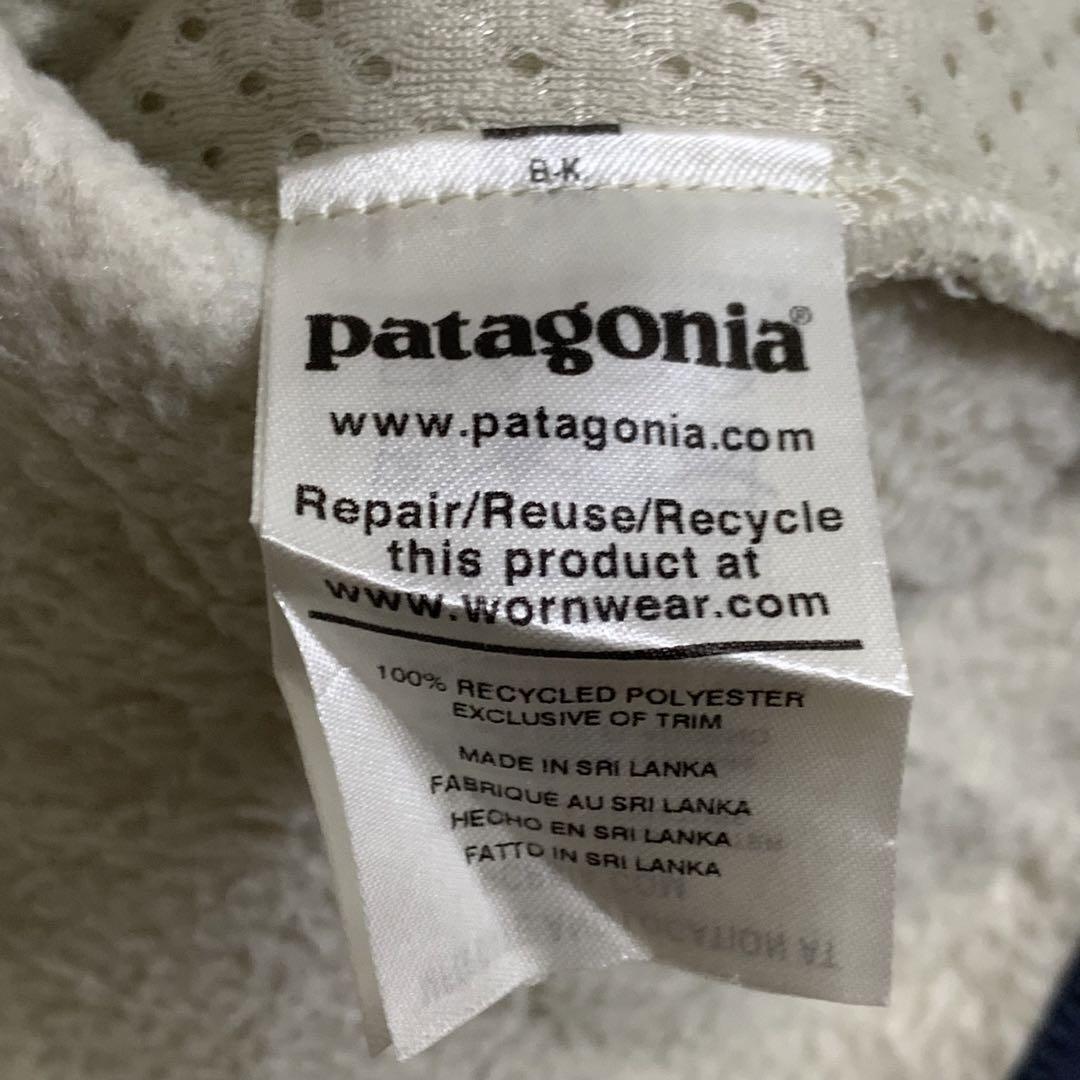 B-K
patagonia®
www.patagonia.com
Repair/Reuse/Recycle
this product at
www.wornwear.com
100% RECYCLED POLYESTER
EXCLUSIVE OF TRIM
MADE IN SRI LANKA
FABRIQUE AU SRI LANKA
HECHO EN SRI LANKA
FATTO IN SRI LANKA